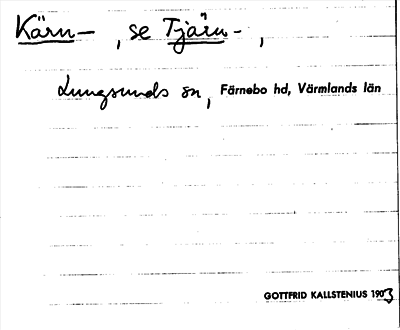 Kärn- , se Tjärn- ,
Lungsunds sn, Färnebo hd, Värmlands län
GOTTFRID KALLSTENIUS 1903